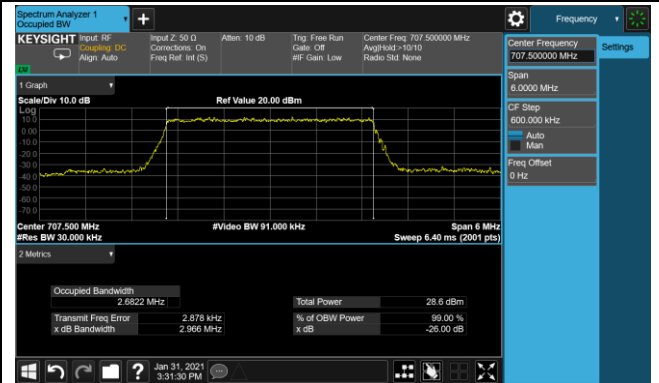 Spectrum Analyzer 1
Occupied BW
Frequency
KEYSIGHT
Input: RF
Coupling: DC
Align: Auto
Input Z: 50 Ω
Corrections: On
Freq Ref: Int (S)
Atten: 10 dB
Trig: Free Run
Gate: Off
#IF Gain: Low
Center Freq: 707.500000 MHz
Avg|Hold:>10/10
Radio Std: None
Center Frequency
707.500000 MHz
Settings
Span
6.0000 MHz
CF Step
600.000 kHz
Auto
Man
Freq Offset
0 Hz
1 Graph
Scale/Div 10.0 dB
Ref Value 20.00 dBm
Log
10.0
0.00
-10.0
-20.0
-30.0
-40.0
-50.0
-60.0
-70.0
Center 707.500 MHz
#Video BW 91.000 kHz
Span 6 MHz
#Res BW 30.000 kHz
Sweep 6.40 ms (2001 pts)
2 Metrics
Occupied Bandwidth
2.6822 MHz
Total Power
28.6 dBm
Transmit Freq Error
2.878 kHz
% of OBW Power
99.00 %
x dB Bandwidth
2.966 MHz
x dB
-26.00 dB
?
Jan 31, 2021
3:31:30 PM